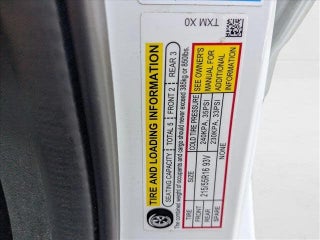 TXM X0
TIRE AND LOADING INFORMATION
SEATING CAPACITY TOTAL 5 FRONT 2 REAR 3
The combined weight of occupants and cargo should never exceed 385kg or 850lbs.
TIRE SIZE COLD TIRE PRESSURE
FRONT 215/55R16 93V 240KPA, 35PSI
REAR 230KPA, 33PSI
SPARE NONE
SEE OWNER'S
MANUAL FOR
ADDITIONAL
INFORMATION